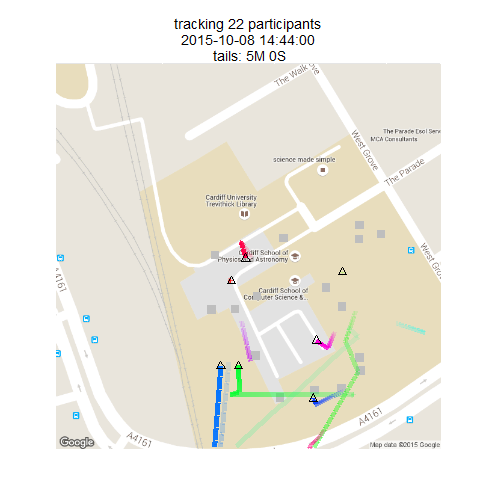 tracking 22 participants
2015-10-08 14:44:00
tails: 5M 0S
The Walk
West Grove
The Parade Esol Serv
MCA Consultants
science made simple
The Parade
Cardiff University
Trevithick Library
West Grove
Cardiff School of
Physics and Astronomy
A4161
Cardiff School of
Computer Science &...
A4161
A4161
Google
Map data ©2015 Google